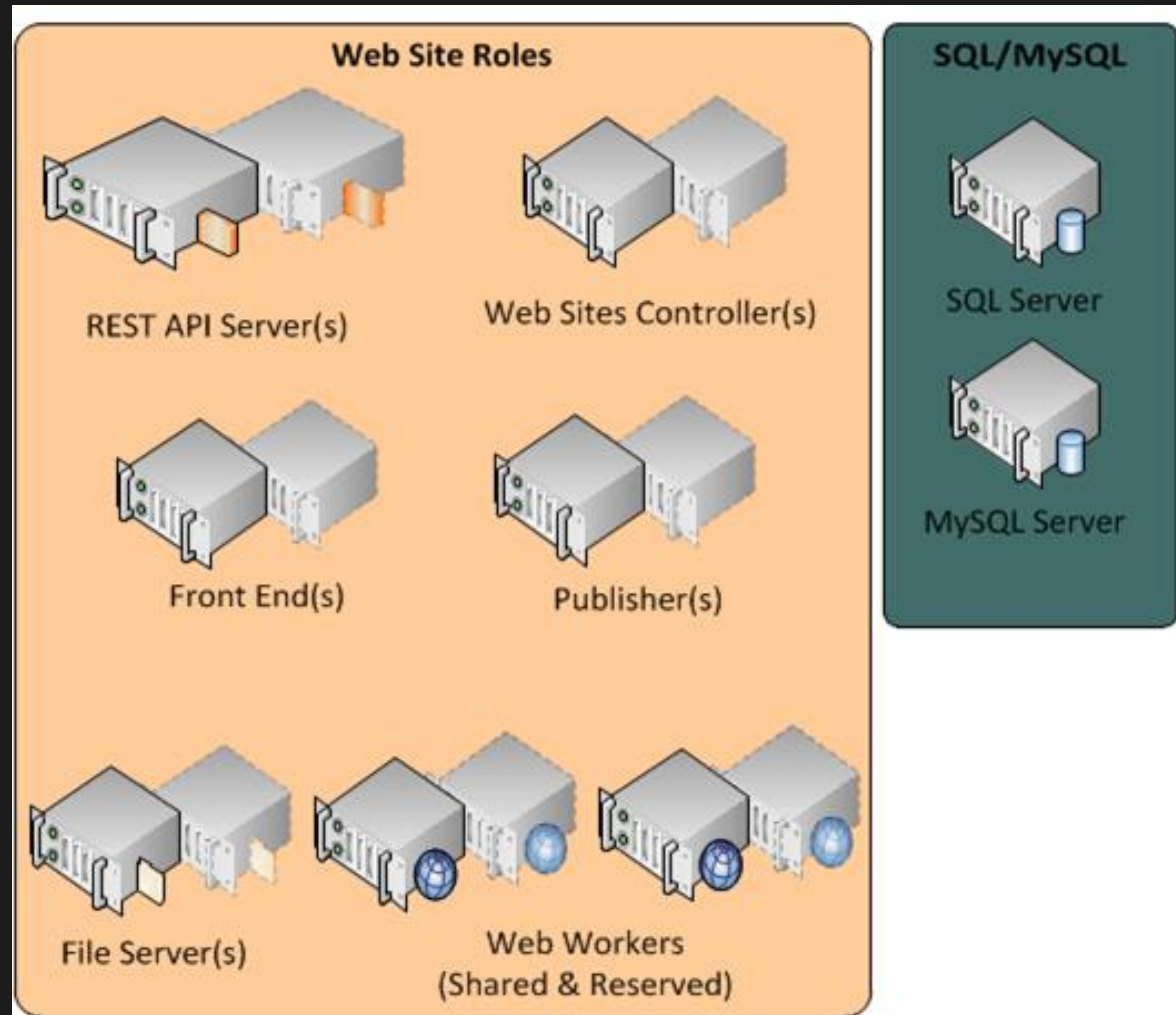 Web Site Roles
REST API Server(s)
Web Sites Controller(s)
Front End(s)
Publisher(s)
File Server(s)
Web Workers
(Shared & Reserved)
SQL/MySQL
SQL Server
MySQL Server